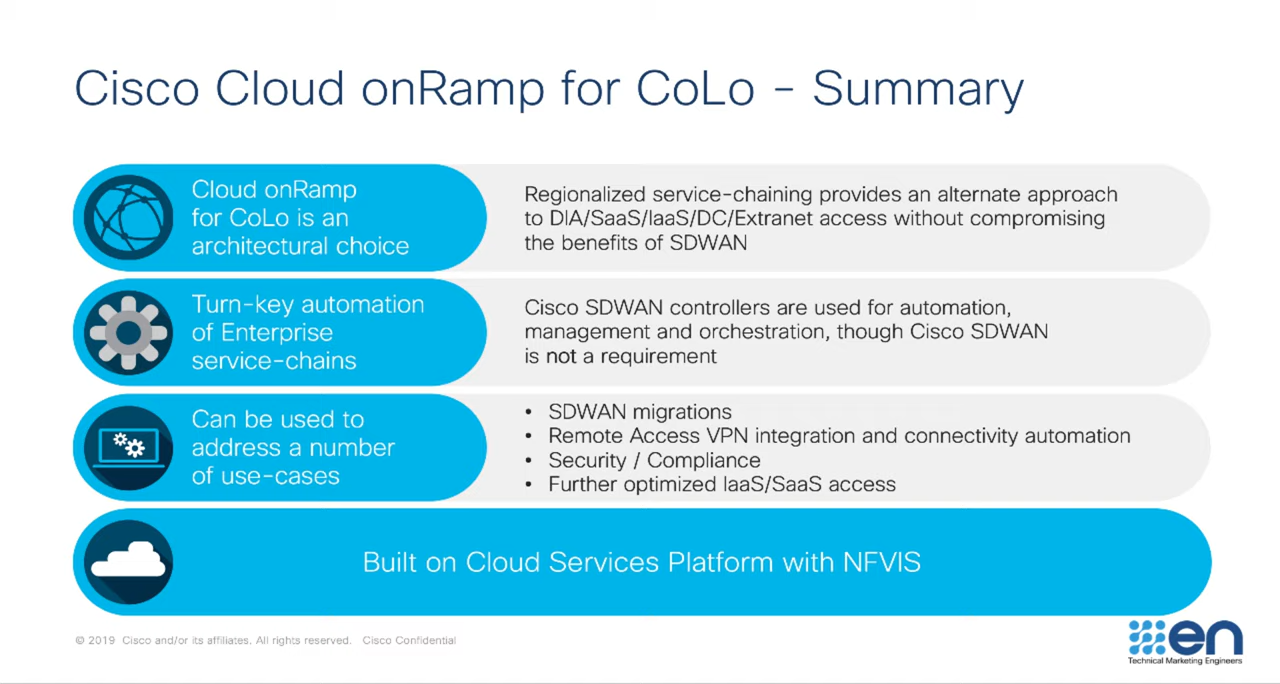 Cisco Cloud onRamp for CoLo - Summary
Cloud onRamp
for CoLo is an
architectural choice
Regionalized service-chaining provides an alternate approach
to DIA/SaaS/IaaS/DC/Extranet access without compromising
the benefits of SDWAN
Turn-key automation
of Enterprise
service-chains
Cisco SDWAN controllers are used for automation,
management and orchestration, though Cisco SDWAN
is not a requirement
Can be used to
address a number
of use-cases
• SDWAN migrations
• Remote Access VPN integration and connectivity automation
• Security / Compliance
• Further optimized IaaS/SaaS access
Built on Cloud Services Platform with NFVIS
© 2019 Cisco and/or its affiliates. All rights reserved. Cisco Confidential
en
Technical Marketing Engineers